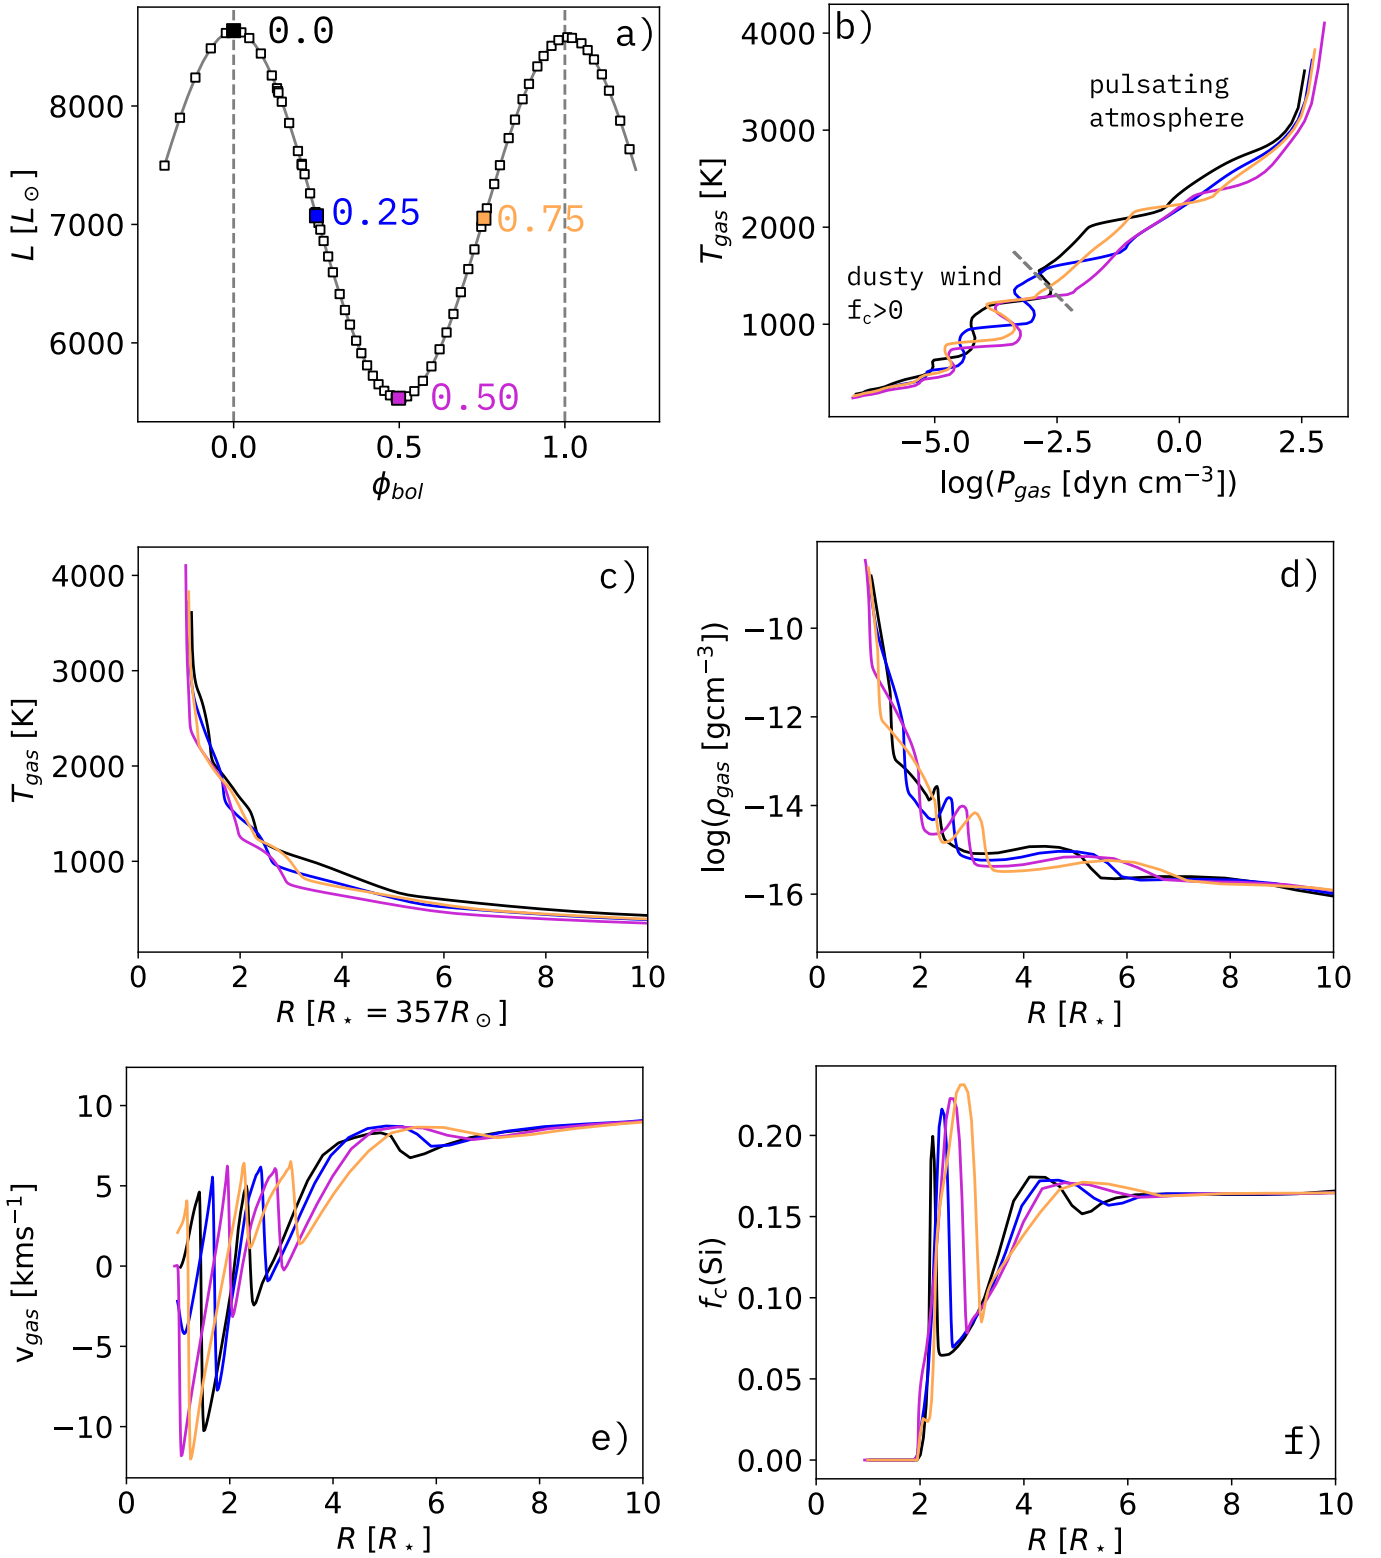 a)
0.0
0.25
0.75
0.50
8000
7000
6000
L [L⊙]
0.0 0.5 1.0
ϕbol
b)
pulsating
atmosphere
dusty wind
fc>0
4000
3000
2000
1000
Tgas [K]
−5.0 −2.5 0.0 2.5
log(Pgas [dyn cm⁻³])
c)
4000
3000
2000
1000
Tgas [K]
0 2 4 6 8 10
R [R⋆ = 357R⊙]
d)
−10
−12
−14
−16
log(ρgas [gcm⁻³])
0 2 4 6 8 10
R [R⋆]
e)
10
5
0
−5
−10
vgas [kms⁻¹]
0 2 4 6 8 10
R [R⋆]
f)
0.20
0.15
0.10
0.05
0.00
fc(Si)
0 2 4 6 8 10
R [R⋆]